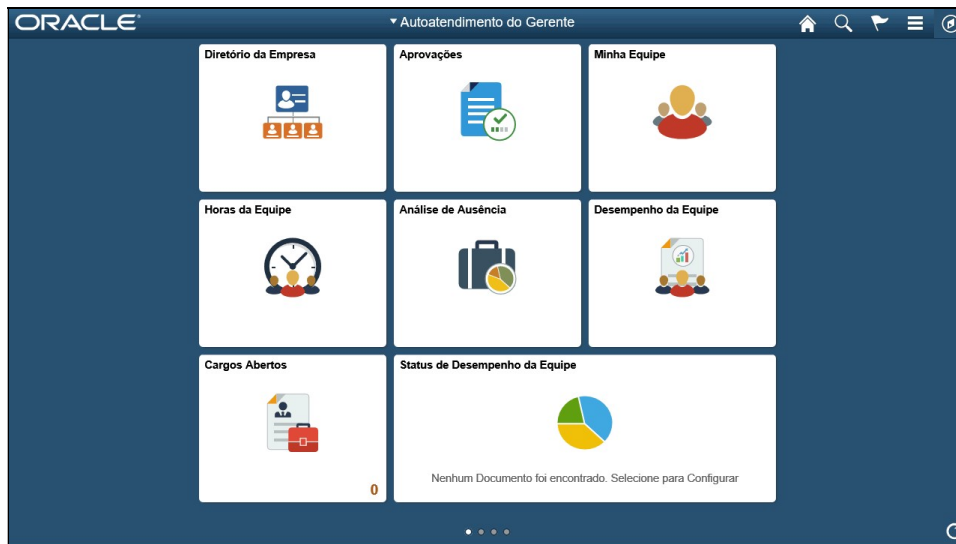 ORACLE
Autoatendimento do Gerente
Diretório da Empresa
Aprovações
Minha Equipe
Horas da Equipe
Análise de Ausência
Desempenho da Equipe
Cargos Abertos
0
Status de Desempenho da Equipe
Nenhum Documento foi encontrado. Selecione para Configurar